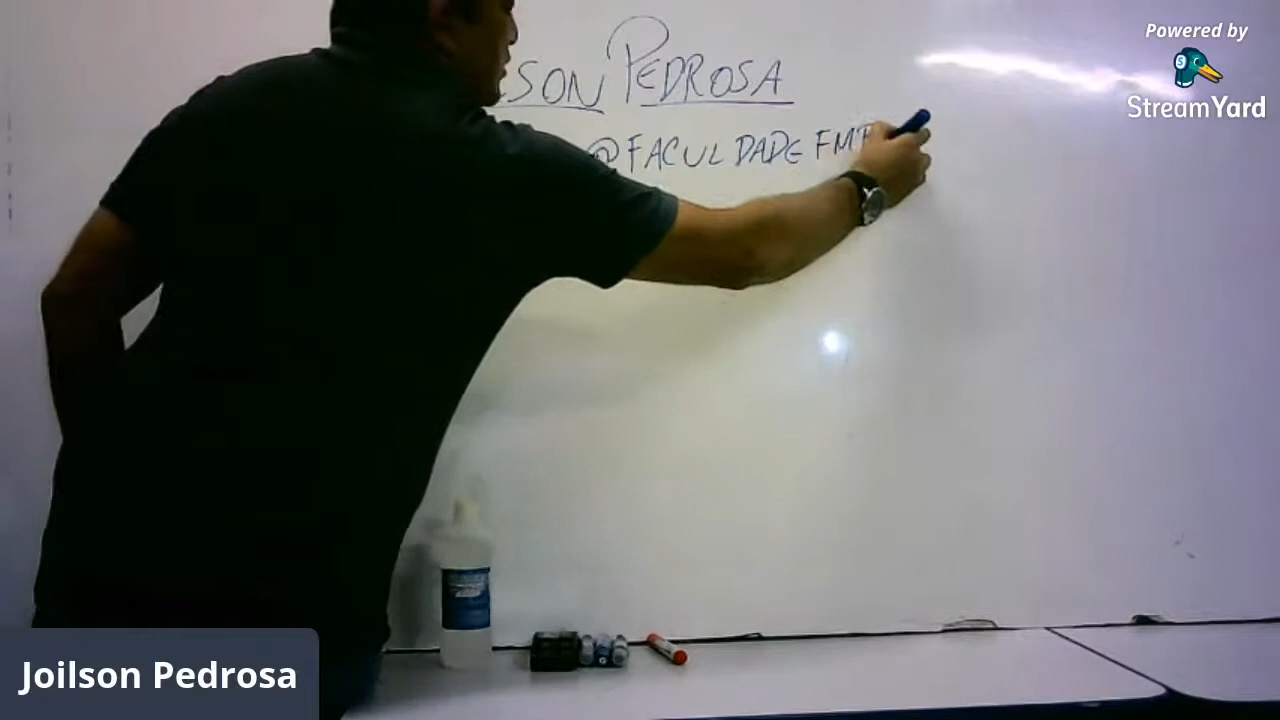 Powered by
StreamYard
SON PEDROSA
@FACULDADE FM
Joilson Pedrosa